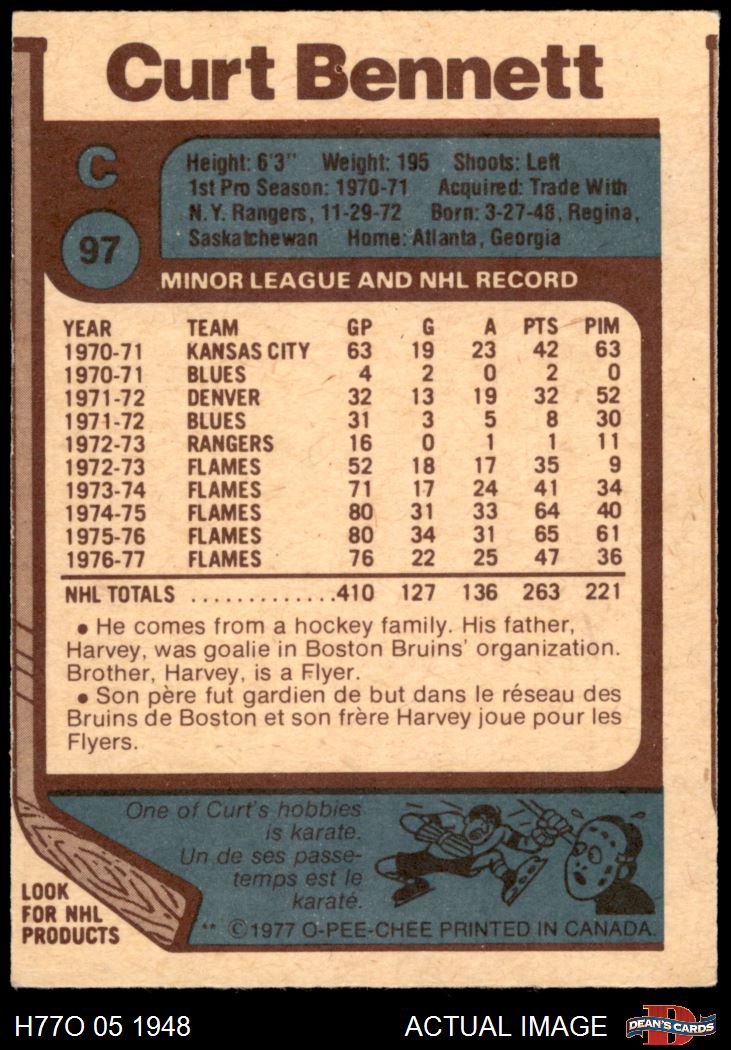 Curt Bennett
C
97
Height: 6'3" Weight: 195 Shoots: Left
1st Pro Season: 1970-71 Acquired: Trade With
N.Y. Rangers, 11-29-72 Born: 3-27-48, Regina,
Saskatchewan Home: Atlanta, Georgia
MINOR LEAGUE AND NHL RECORD
YEAR TEAM GP G A PTS PIM
1970-71 KANSAS CITY 63 19 23 42 63
1970-71 BLUES 4 2 0 2 0
1971-72 DENVER 32 13 19 32 52
1971-72 BLUES 31 3 5 8 30
1972-73 RANGERS 16 0 1 1 11
1972-73 FLAMES 52 18 17 35 9
1973-74 FLAMES 71 17 24 41 34
1974-75 FLAMES 80 31 33 64 40
1975-76 FLAMES 80 34 31 65 61
1976-77 FLAMES 76 22 25 47 36
NHL TOTALS .............410 127 136 263 221
• He comes from a hockey family. His father,
Harvey, was goalie in Boston Bruins' organization.
Brother, Harvey, is a Flyer.
• Son père fut gardien de but dans le réseau des
Bruins de Boston et son frère Harvey joue pour les
Flyers.
One of Curt's hobbies
is karate.
Un de ses passe-
temps est le
karaté.
LOOK
FOR NHL
PRODUCTS
** ©1977 O-PEE-CHEE PRINTED IN CANADA.
H77O 05 1948 ACTUAL IMAGE
D
DEAN'S CARDS